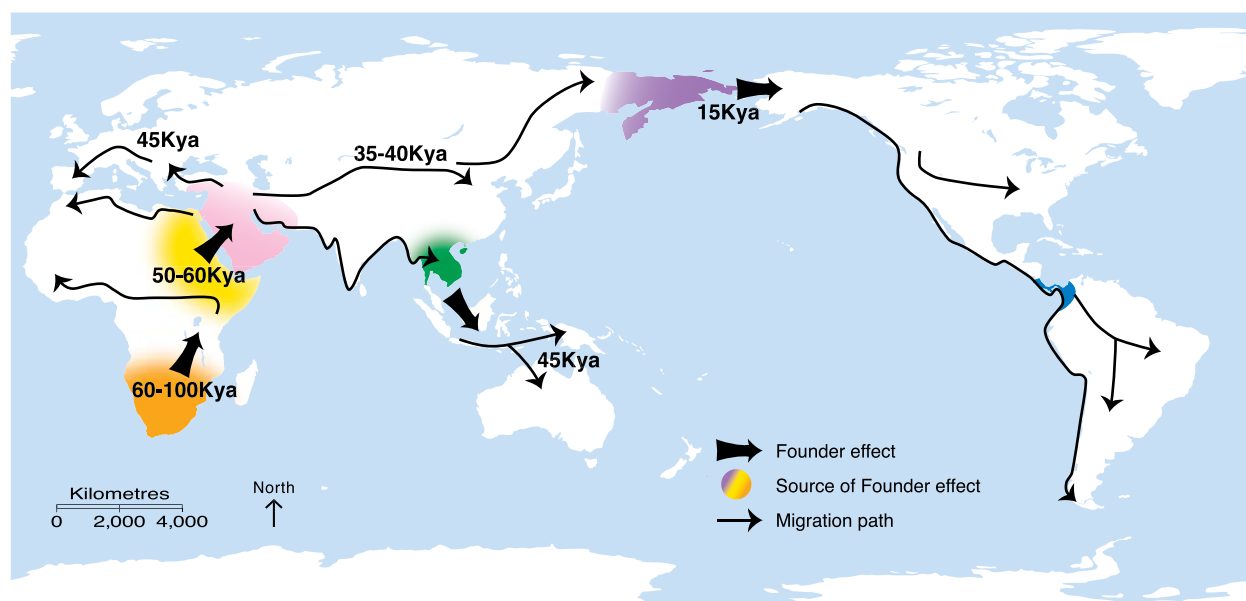 15Kya
45Kya
35-40Kya
50-60Kya
45Kya
60-100Kya
Founder effect
Source of Founder effect
Migration path
Kilometres
0 2,000 4,000
North